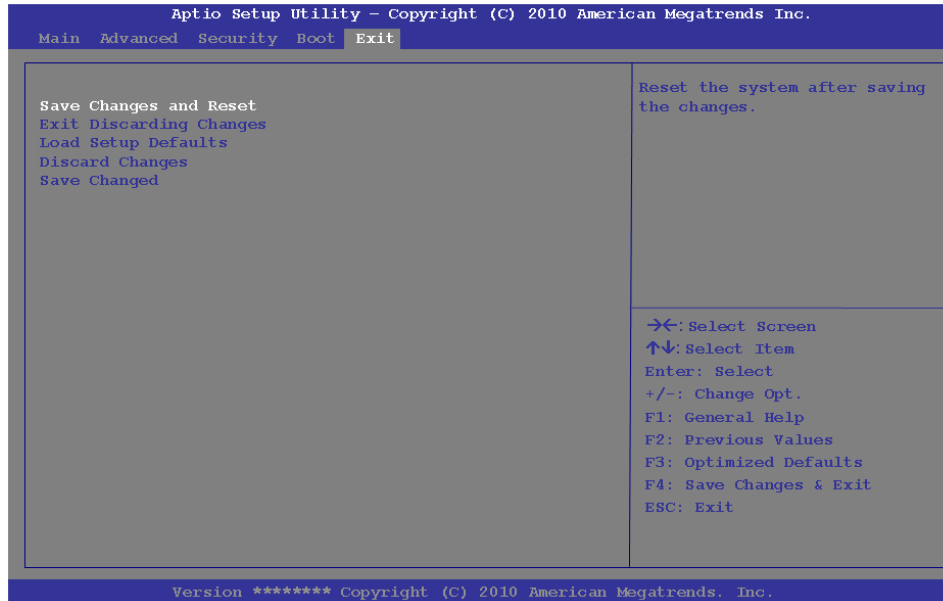 Aptio Setup Utility – Copyright (C) 2010 American Megatrends Inc.
Main Advanced Security Boot Exit
Save Changes and Reset
Exit Discarding Changes
Load Setup Defaults
Discard Changes
Save Changed
Reset the system after saving
the changes.
→←: Select Screen
↑↓: Select Item
Enter: Select
+/-: Change Opt.
F1: General Help
F2: Previous Values
F3: Optimized Defaults
F4: Save Changes & Exit
ESC: Exit
Version ******** Copyright (C) 2010 American Megatrends. Inc.